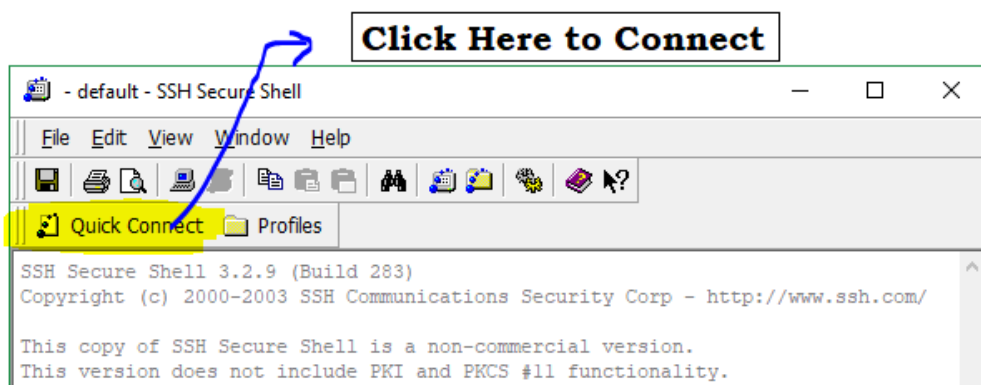 Click Here to Connect
- default - SSH Secure Shell
File Edit View Window Help
Quick Connect Profiles
SSH Secure Shell 3.2.9 (Build 283)
Copyright (c) 2000-2003 SSH Communications Security Corp - http://www.ssh.com/
This copy of SSH Secure Shell is a non-commercial version.
This version does not include PKI and PKCS #11 functionality.